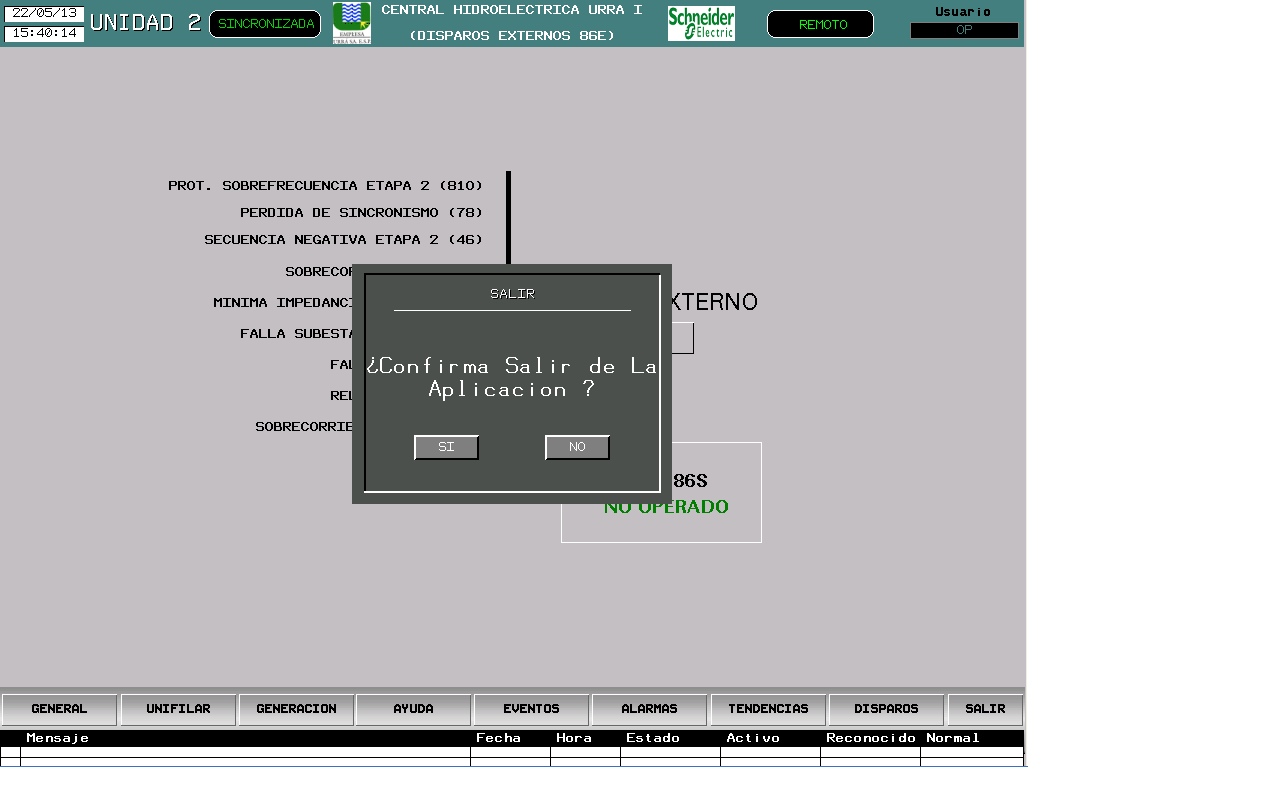 22/05/13
15:40:14
UNIDAD 2
SINCRONIZADA
EMPRESA
URRÁ S.A. E.S.P.
CENTRAL HIDROELECTRICA URRA I
(DISPAROS EXTERNOS 86E)
Schneider
Electric
REMOTO
Usuario
OP
PROT. SOBREFRECUENCIA ETAPA 2 (81O)
PERDIDA DE SINCRONISMO (78)
SECUENCIA NEGATIVA ETAPA 2 (46)
SOBRECOR
MINIMA IMPEDANCI
FALLA SUBESTA
FAL
REL
SOBRECORRIE
XTERNO
SALIR
¿Confirma Salir de La
Aplicacion ?
SI
NO
86S
NO OPERADO
GENERAL
UNIFILAR
GENERACION
AYUDA
EVENTOS
ALARMAS
TENDENCIAS
DISPAROS
SALIR
Mensaje
Fecha
Hora
Estado
Activo
Reconocido
Normal